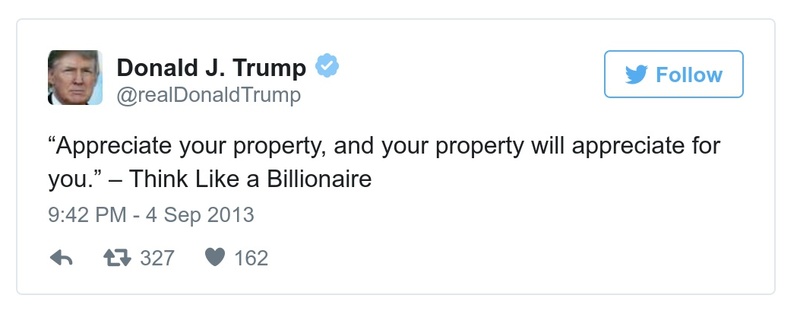 Donald J. Trump
Follow
@realDonaldTrump
“Appreciate your property, and your property will appreciate for
you.” – Think Like a Billionaire
9:42 PM - 4 Sep 2013
327 162